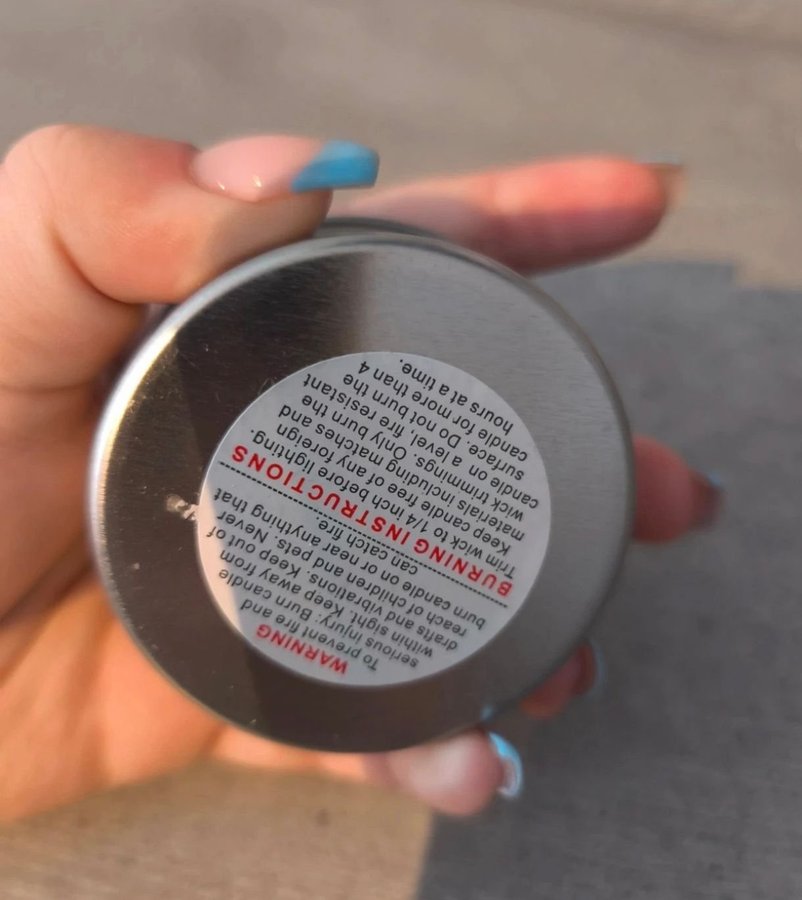 WARNING
To prevent fire and
serious injury: Burn candle
within sight. Keep away from
drafts and vibrations. Keep out of
reach of children and pets. Never
burn candle on or near anything that
can catch fire.
BURNING INSTRUCTIONS
Trim wick to 1/4 inch before lighting.
Keep candle free of any foreign
materials including matches and
wick trimmings. Only burn the
candle on a level, fire resistant
surface. Do not burn the
candle for more than 4
hours at a time.